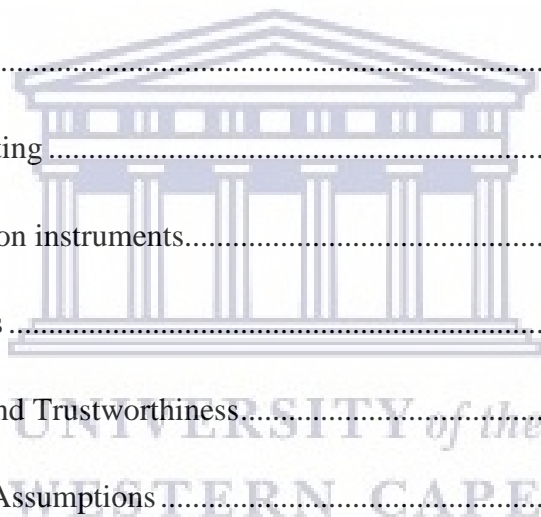 ....................................................
ting ....................................................
on instruments....................................................
s ....................................................
nd Trustworthiness....................................................
UNIVERSITY of the
Assumptions ....................................................
WESTERN CAPE